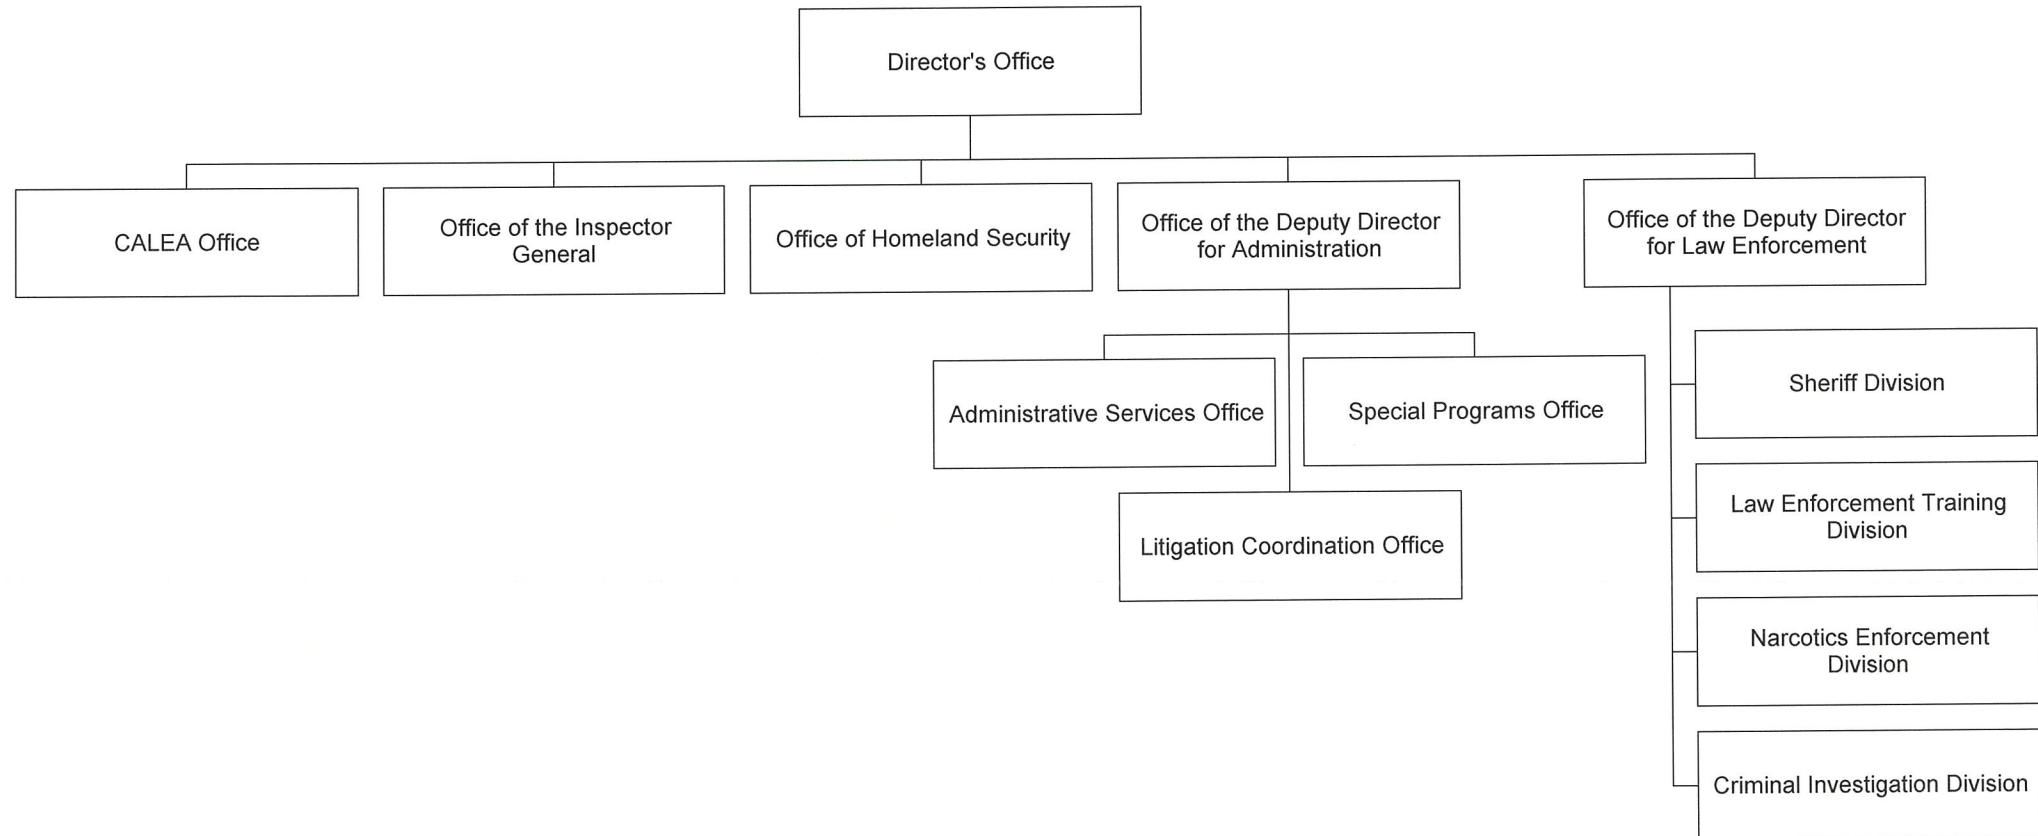 Director's Office
CALEA Office
Office of the Inspector
General
Office of Homeland Security
Office of the Deputy Director
for Administration
Office of the Deputy Director
for Law Enforcement
Administrative Services Office
Special Programs Office
Litigation Coordination Office
Sheriff Division
Law Enforcement Training
Division
Narcotics Enforcement
Division
Criminal Investigation Division